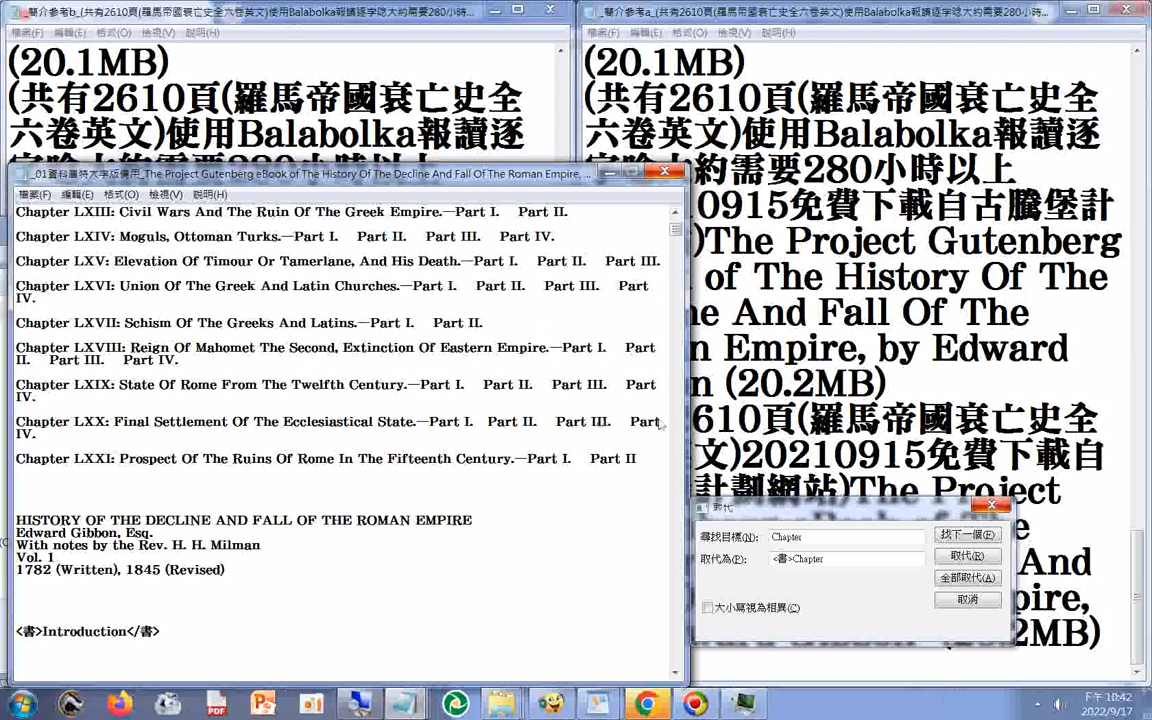 _簡介參考b_(共有2610頁(羅馬帝國衰亡史全六卷英文)使用Balabolka報讀逐字唸大約需要280小時...
檔案(F) 編輯(E) 格式(O) 檢視(V) 說明(H)
(20.1MB)
(共有2610頁(羅馬帝國衰亡史全
六卷英文)使用Balabolka報讀逐
_簡介參考a_(共有2610頁(羅馬帝國衰亡史全六卷英文)使用Balabolka報讀逐字唸大約需要280小時...
檔案(F) 編輯(E) 格式(O) 檢視(V) 說明(H)
(20.1MB)
(共有2610頁(羅馬帝國衰亡史全
六卷英文)使用Balabolka報讀逐
約需要280小時以上
10915免費下載自古騰堡計
)The Project Gutenberg
of The History Of The
ne And Fall Of The
n Empire, by Edward
n (20.2MB)
610頁(羅馬帝國衰亡史全
文)20210915免費下載自
計劃網站)The Project
e
And
pire,
2MB)
_01資料庫特大字版備用_The Project Gutenberg eBook of The History Of The Decline And Fall Of The Roman Empire, ...
檔案(F) 編輯(E) 格式(O) 檢視(V) 說明(H)
Chapter LXIII: Civil Wars And The Ruin Of The Greek Empire.—Part I. Part II.
Chapter LXIV: Moguls, Ottoman Turks.—Part I. Part II. Part III. Part IV.
Chapter LXV: Elevation Of Timour Or Tamerlane, And His Death.—Part I. Part II. Part III.
Chapter LXVI: Union Of The Greek And Latin Churches.—Part I. Part II. Part III. Part
IV.
Chapter LXVII: Schism Of The Greeks And Latins.—Part I. Part II.
Chapter LXVIII: Reign Of Mahomet The Second, Extinction Of Eastern Empire.—Part I. Part
II. Part III. Part IV.
Chapter LXIX: State Of Rome From The Twelfth Century.—Part I. Part II. Part III. Part
IV.
Chapter LXX: Final Settlement Of The Ecclesiastical State.—Part I. Part II. Part III. Part
IV.
Chapter LXXI: Prospect Of The Ruins Of Rome In The Fifteenth Century.—Part I. Part II
HISTORY OF THE DECLINE AND FALL OF THE ROMAN EMPIRE
Edward Gibbon, Esq.
With notes by the Rev. H. H. Milman
Vol. 1
1782 (Written), 1845 (Revised)
<書>Introduction</書>
取代
尋找目標(N): Chapter
找下一個(F)
取代為(P): <書>Chapter
取代(R)
全部取代(A)
取消
大小寫視為相異(C)
PDF
下午 10:42
2022/9/17